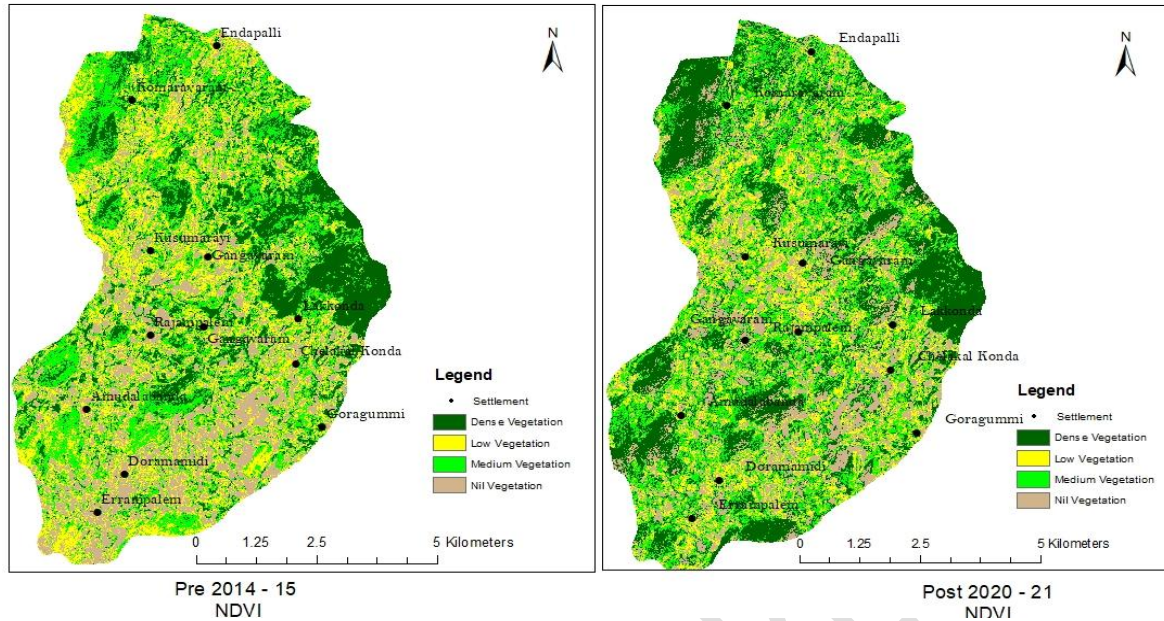 Endapalli
N
Komaravaram
Kusumarayi
Gangavaram
Lakkonda
Rajampalem
Gangavaram
Chelakal Konda
Goragummi
Doramamidi
Errampalem
Legend
Settlement
Dense Vegetation
Low Vegetation
Medium Vegetation
Nil Vegetation
0 1.25 2.5 5 Kilometers
Pre 2014 - 15
NDVI
Endapalli
N
Komaravaram
Kusumarayi
Gangavaram
Lakkonda
Gangavaram
Rajampalem
Chelakal Konda
Goragummi
Doramamidi
Errampalem
Legend
Settlement
Dense Vegetation
Low Vegetation
Medium Vegetation
Nil Vegetation
0 1.25 2.5 5 Kilometers
Post 2020 - 21
NDVI